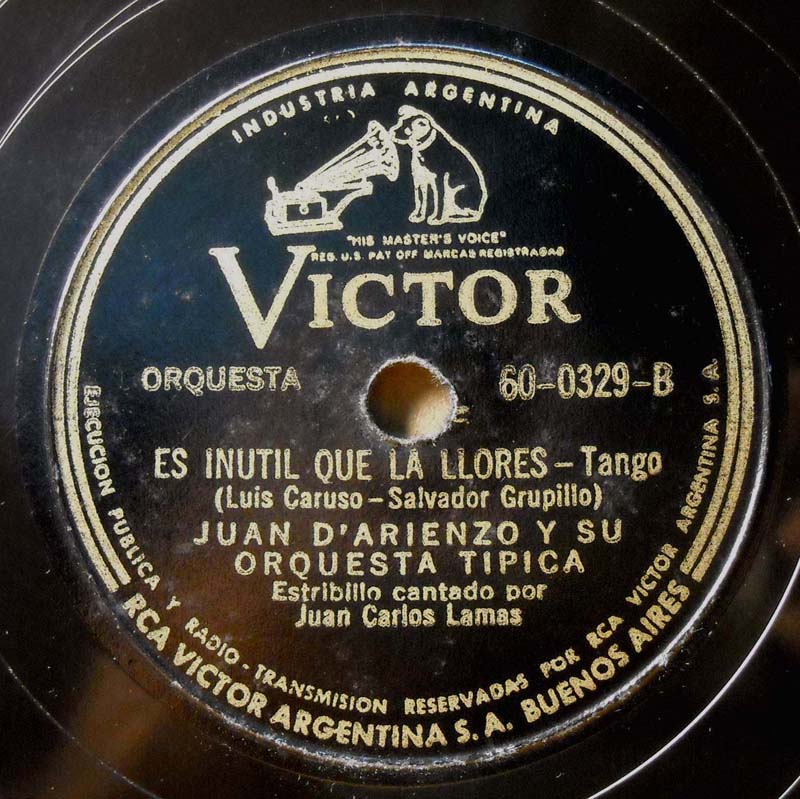 INDUSTRIA ARGENTINA
"HIS MASTER'S VOICE"
REG. U.S. PAT OFF MARCAS REGISTRADAS
VICTOR
ORQUESTA
60-0329-B
ES INUTIL QUE LA LLORES - Tango
(Luis Caruso - Salvador Grupillo)
JUAN D'ARIENZO Y SU
ORQUESTA TIPICA
Estribillo cantado por
Juan Carlos Lamas
EJECUCION PUBLICA Y RADIO-TRANSMISION RESERVADAS POR RCA VICTOR ARGENTINA S.A.
RCA VICTOR ARGENTINA S.A. BUENOS AIRES